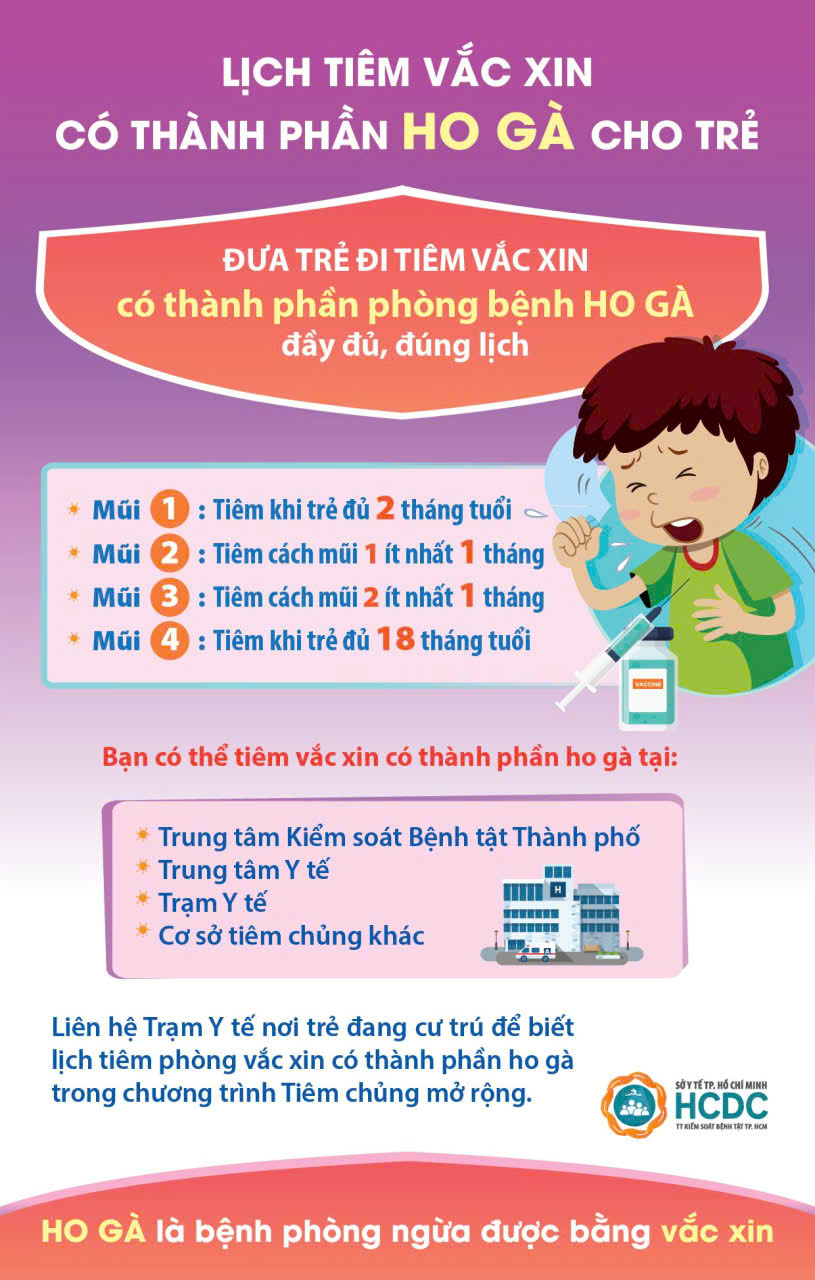 LỊCH TIÊM VẮC XIN
CÓ THÀNH PHẦN HO GÀ CHO TRẺ
ĐƯA TRẺ ĐI TIÊM VẮC XIN
có thành phần phòng bệnh HO GÀ
đầy đủ, đúng lịch
Mũi 1 : Tiêm khi trẻ đủ 2 tháng tuổi
Mũi 2 : Tiêm cách mũi 1 ít nhất 1 tháng
Mũi 3 : Tiêm cách mũi 2 ít nhất 1 tháng
Mũi 4 : Tiêm khi trẻ đủ 18 tháng tuổi
VACCINE
Bạn có thể tiêm vắc xin có thành phần ho gà tại:
Trung tâm Kiểm soát Bệnh tật Thành phố
Trung tâm Y tế
Trạm Y tế
Cơ sở tiêm chủng khác
H
Liên hệ Trạm Y tế nơi trẻ đang cư trú để biết
lịch tiêm phòng vắc xin có thành phần ho gà
trong chương trình Tiêm chủng mở rộng.
SỞ Y TẾ TP. HỒ CHÍ MINH
HCDC
TT KIỂM SOÁT BỆNH TẬT TP. HCM
HO GÀ là bệnh phòng ngừa được bằng vắc xin